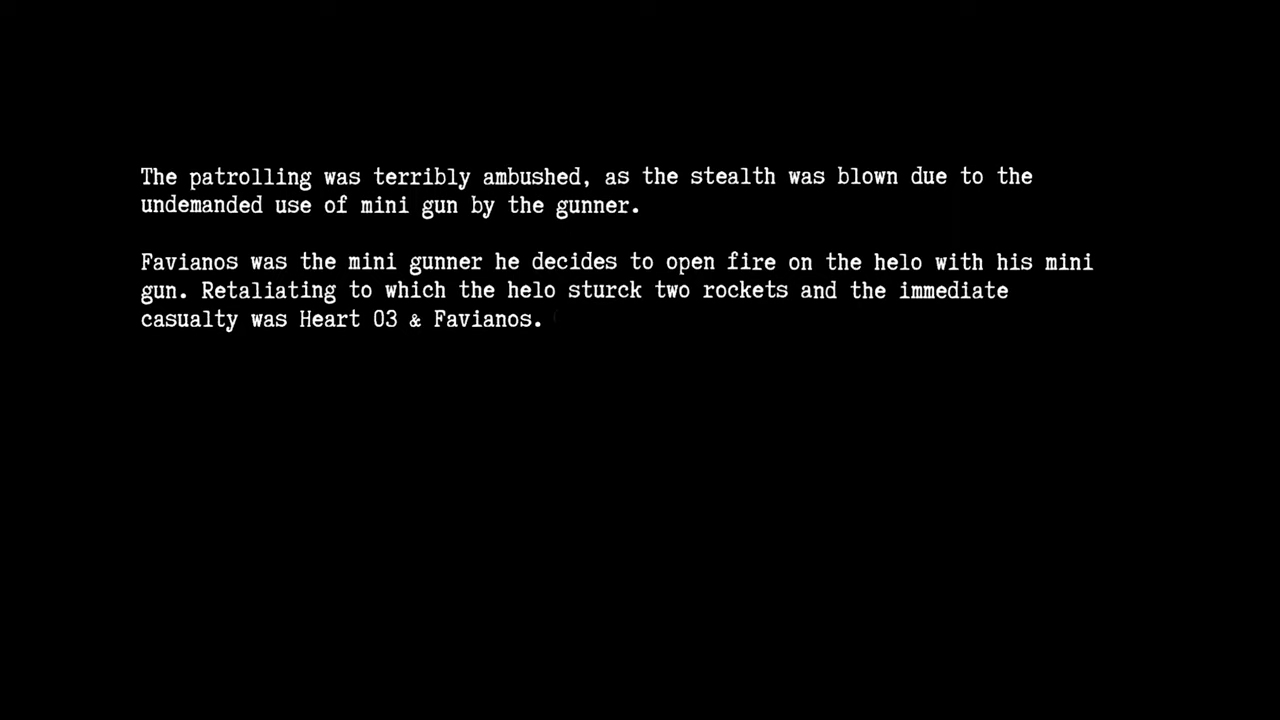 The patrolling was terribly ambushed, as the stealth was blown due to the
undemanded use of mini gun by the gunner.
Favianos was the mini gunner he decides to open fire on the helo with his mini
gun. Retaliating to which the helo sturck two rockets and the immediate
casualty was Heart 03 & Favianos.